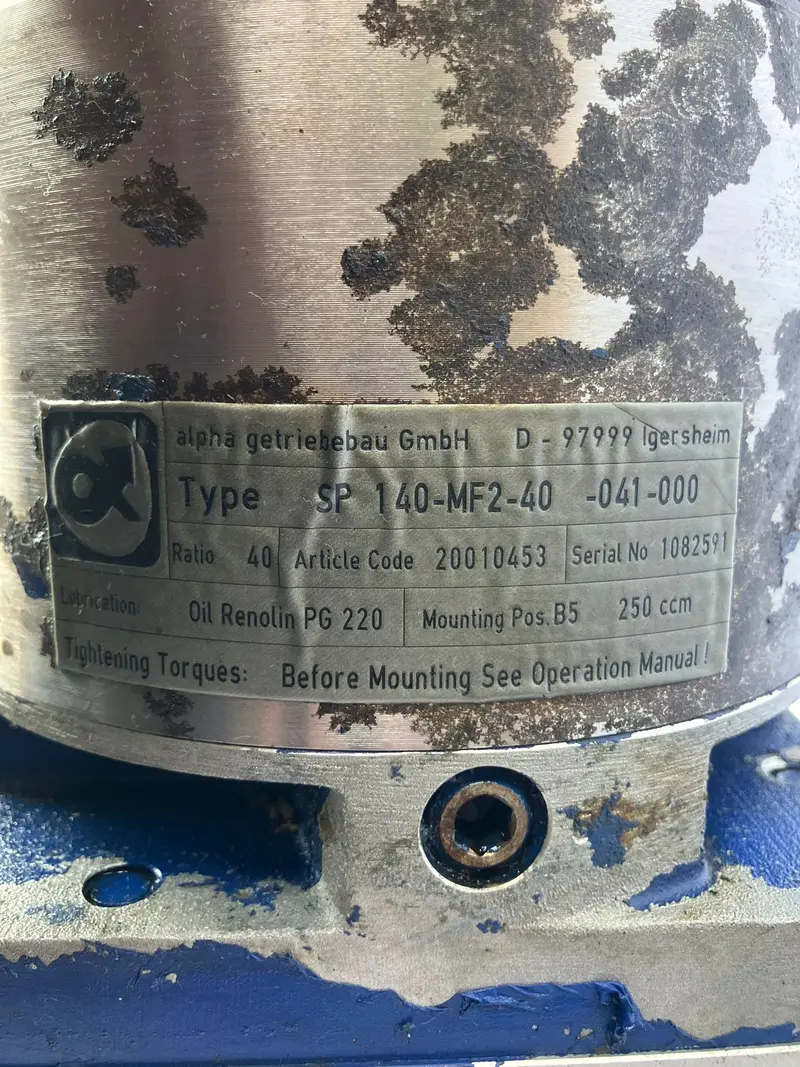 alpha getriebebau GmbH D - 97999 Igersheim
Type SP 140-MF2-40 -041-000
Ratio 40 Article Code 20010453 Serial No 1082591
Lubrication: Oil Renolin PG 220 Mounting Pos. B5 250 ccm
Tightening Torques: Before Mounting See Operation Manual!